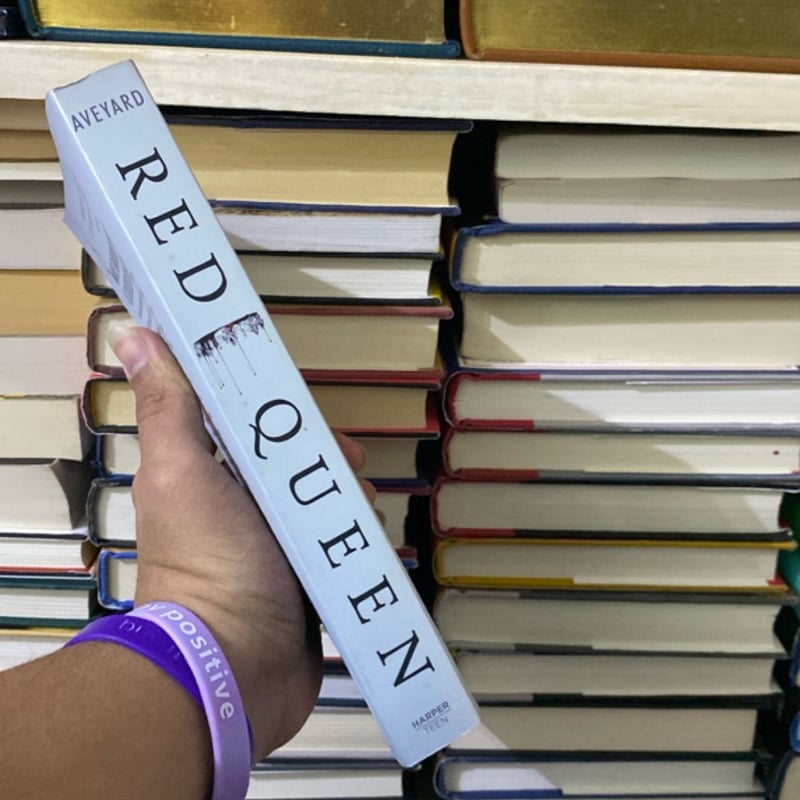 AVEYARD
RED QUEEN
HARPER
TEEN
y positive